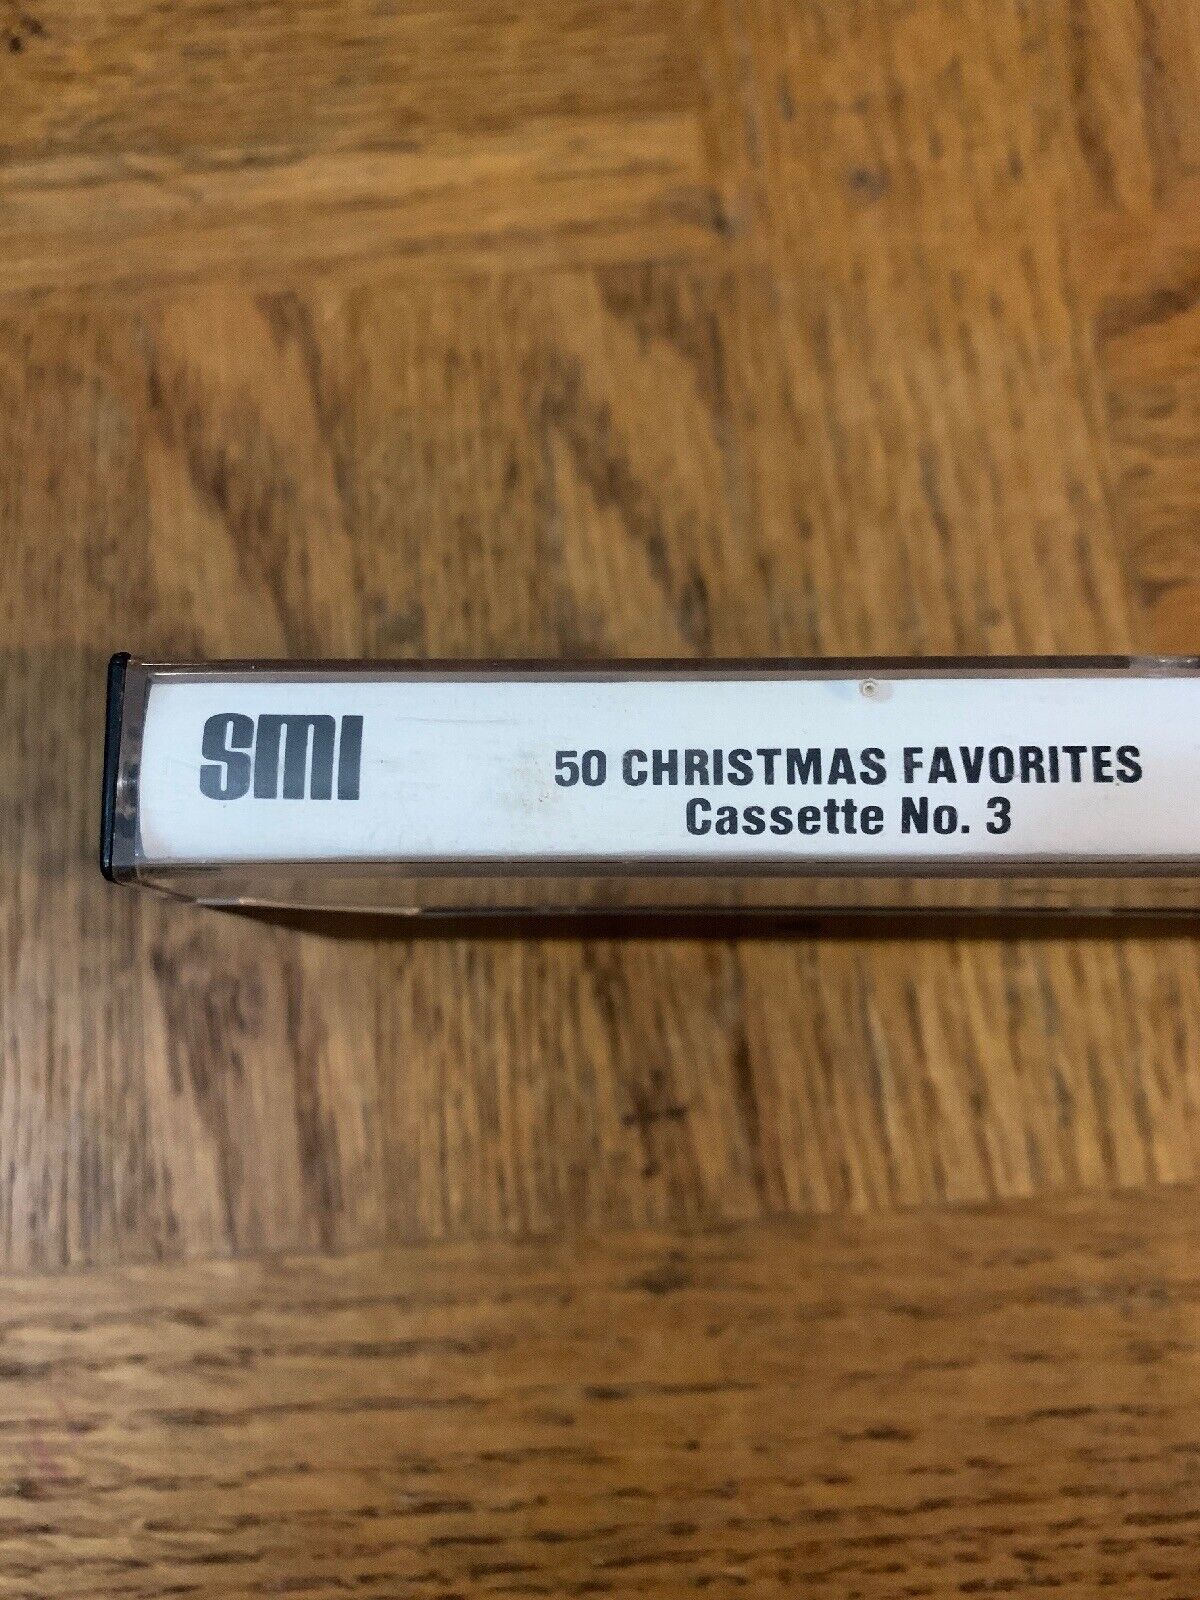 SMI
50 CHRISTMAS FAVORITES
Cassette No. 3